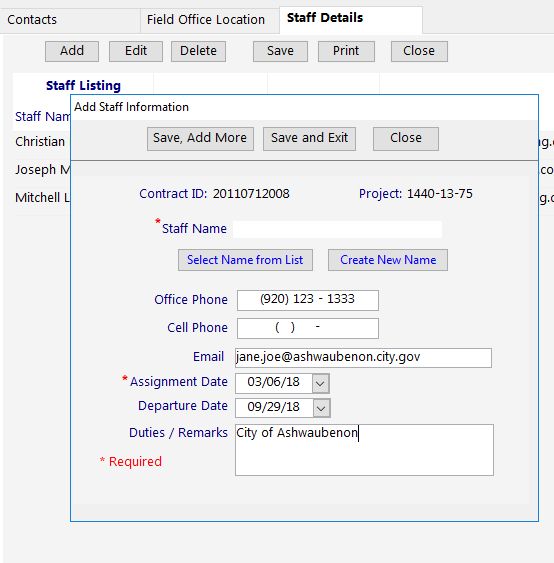 Contacts Field Office Location Staff Details
Add Edit Delete Save Print Close
Staff Listing
Staff Nam
Christian
Joseph M
Mitchell L
Add Staff Information
Save, Add More Save and Exit Close
Contract ID: 20110712008 Project: 1440-13-75
*Staff Name
Select Name from List Create New Name
Office Phone (920) 123 - 1333
Cell Phone ( ) -
Email jane.joe@ashwaubenon.city.gov
*Assignment Date 03/06/18
Departure Date 09/29/18
Duties / Remarks City of Ashwaubenon
* Required